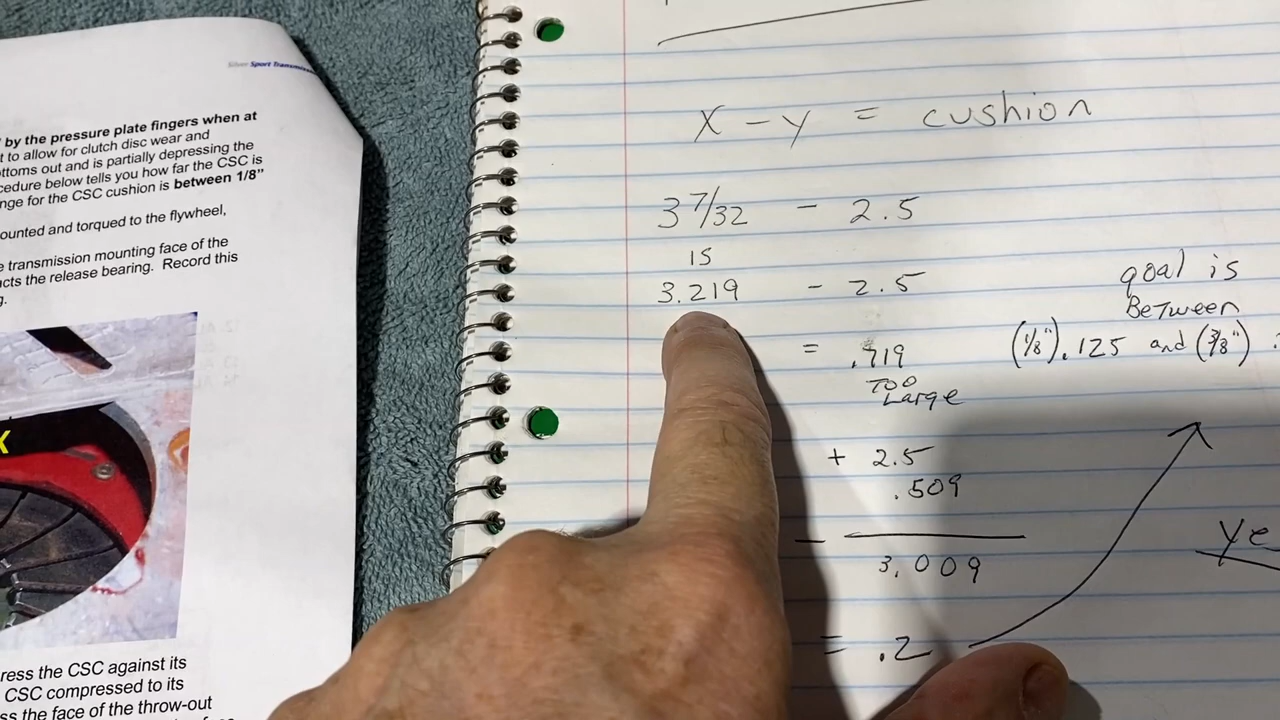 Silver Sport
by the pressure plate fingers when at
t to allow for clutch disc wear and
ottoms out and is partially depressing the
cedure below tells you how far the CSC is
nge for the CSC cushion is between 1/8"
ounted and torqued to the flywheel,
e transmission mounting face of the
acts the release bearing. Record this
g.
X
ress the CSC against its
CSC compressed to its
ss the face of the throw-out
X - y = cushion
3 7/32 - 2.5
15
3.219 - 2.5
= .719
Too Large
+ 2.5
.509
3.009
= .2
goal is
Between
(1/8") .125 and (3/8")
Ye